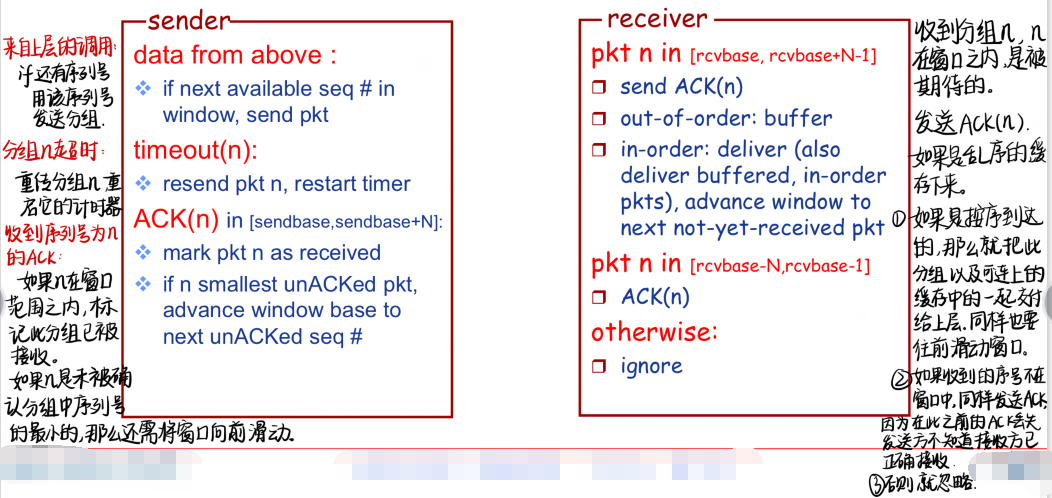 来自上层的调用:
if还有序列号
用该序列号
发送分组.
分组n超时:
重传分组n,重
启它的计时器
收到序列号为n
的ACK:
如果n在窗口
范围之内,标
记此分组已被
接收。
如果n是未被确
认分组中序列号
的最小的,那么还需将窗口向前滑动.
sender
data from above :
if next available seq # in
window, send pkt
timeout(n):
resend pkt n, restart timer
ACK(n) in [sendbase,sendbase+N]:
mark pkt n as received
if n smallest unACKed pkt,
advance window base to
next unACKed seq #
receiver
pkt n in [rcvbase, rcvbase+N-1]
send ACK(n)
out-of-order: buffer
in-order: deliver (also
deliver buffered, in-order
pkts), advance window to
next not-yet-received pkt
pkt n in [rcvbase-N,rcvbase-1]
ACK(n)
otherwise:
ignore
收到分组n, n
在窗口之内,是被
期待的。
发送ACK(n).
如果是乱序的缓
存下来。
①如果是按序到达
的,那么就把此
分组以及可连上的
缓存中的一起交付
给上层.同样也要
往前滑动窗口。
②如果收到的序号不在
窗口中,同样发送ACK,
因为在此之前的ACK丢失
发送方不知道接收方已
正确接收.
③否则就忽略.